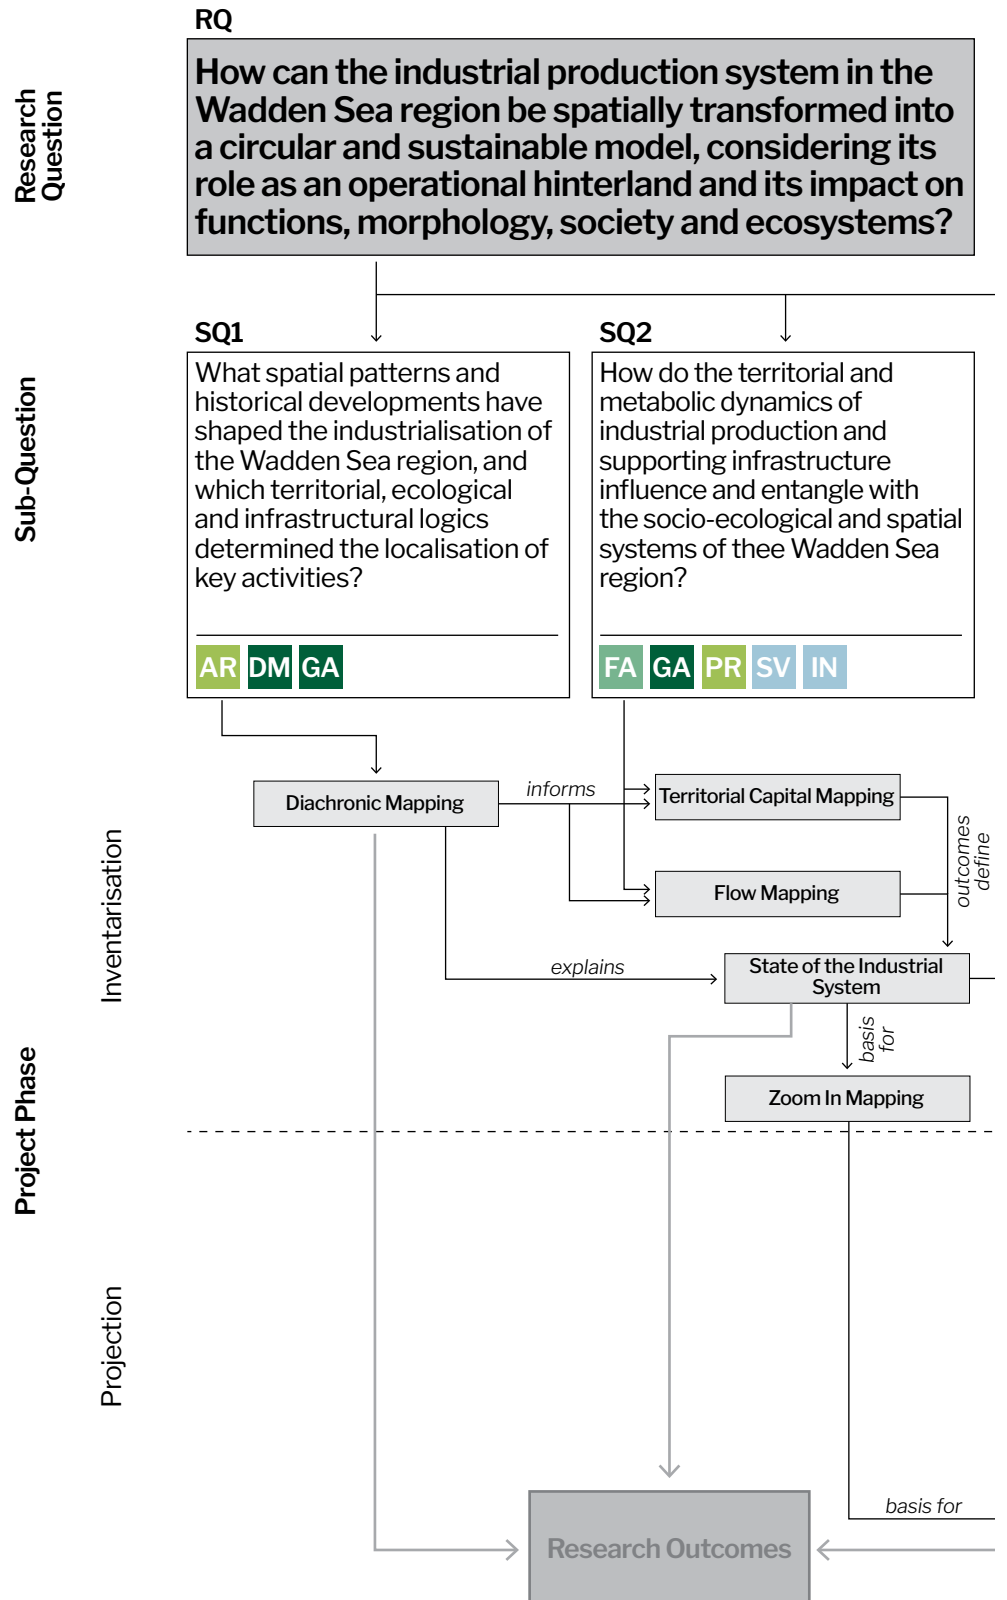 RQ
Research
Question
How can the industrial production system in the
Wadden Sea region be spatially transformed into
a circular and sustainable model, considering its
role as an operational hinterland and its impact on
functions, morphology, society and ecosystems?
Sub-Question
SQ1
What spatial patterns and
historical developments have
shaped the industrialisation of
the Wadden Sea region, and
which territorial, ecological
and infrastructural logics
determined the localisation of
key activities?
AR DM GA
SQ2
How do the territorial and
metabolic dynamics of
industrial production and
supporting infrastructure
influence and entangle with
the socio-ecological and spatial
systems of thee Wadden Sea
region?
FA GA PR SV IN
Project Phase
Inventarisation
Diachronic Mapping
informs
Territorial Capital Mapping
Flow Mapping
outcomes
define
explains
State of the Industrial
System
basis
for
Zoom In Mapping
Projection
basis for
Research Outcomes